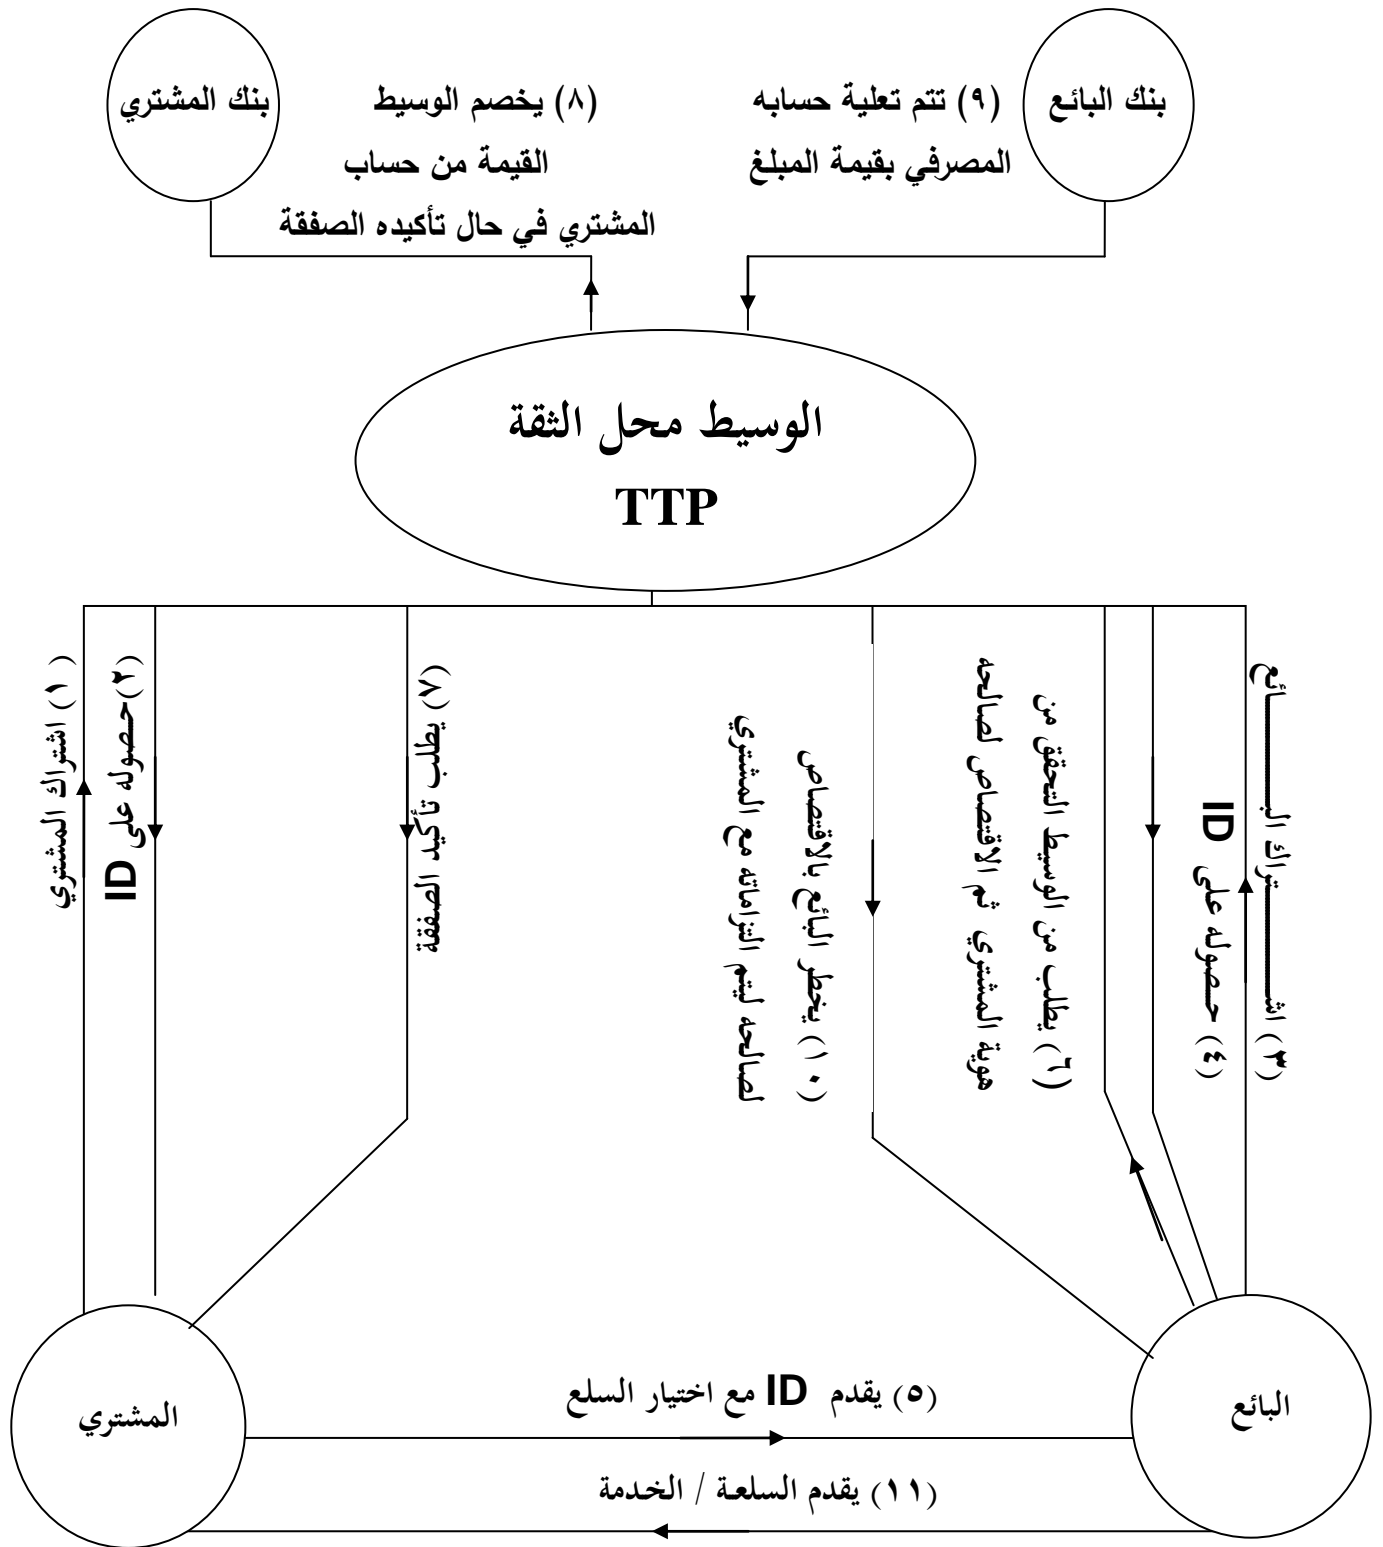 بنك المشتري
(٨) يخصم الوسيط
القيمة من حساب
المشتري في حال تأكيده الصفقة
بنك البائع
(٩) تتم تعلية حسابه
المصرفي بقيمة المبلغ
الوسيط محل الثقة
TTP
(١) اشتراك المشتري
(٢) حصوله على ID
(٧) يطلب تأكيد الصفقة
(١٠) يخطر البائع بالاقتصاص
لصالحه ليتم التزاماته مع المشتري
(٦) يطلب من الوسيط التحقق من
هوية المشتري ثم الاقتصاص لصالحه
(٤) حصوله على ID
(٣) اشـــتراك البـــائع
المشتري
(٥) يقدم ID مع اختيار السلع
(١١) يقدم السلعة / الخدمة
البائع